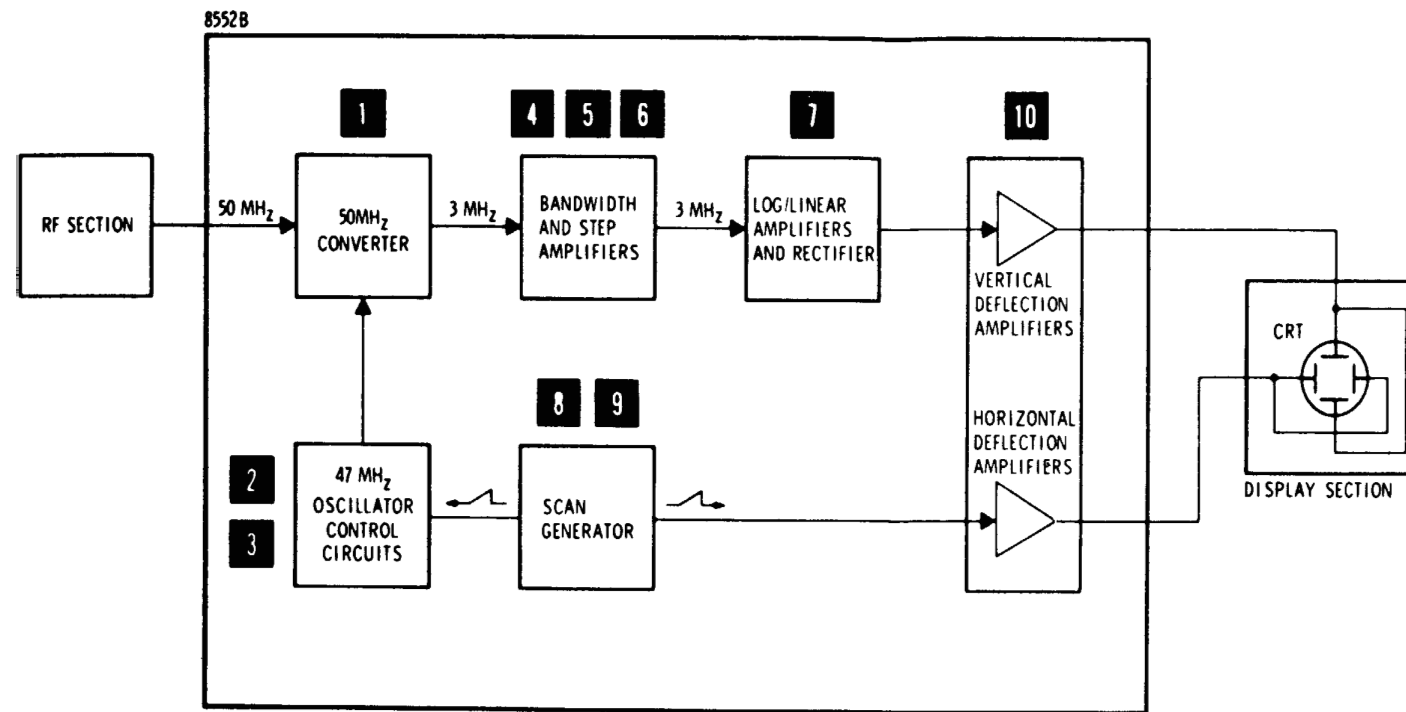 8552B
1
4 5 6
7
10
RF SECTION
50 MHz
50MHz
CONVERTER
3 MHz
BANDWIDTH
AND STEP
AMPLIFIERS
3 MHz
LOG/LINEAR
AMPLIFIERS
AND RECTIFIER
VERTICAL
DEFLECTION
AMPLIFIERS
CRT
DISPLAY SECTION
8 9
HORIZONTAL
DEFLECTION
AMPLIFIERS
2
3
47 MHz
OSCILLATOR
CONTROL
CIRCUITS
SCAN
GENERATOR